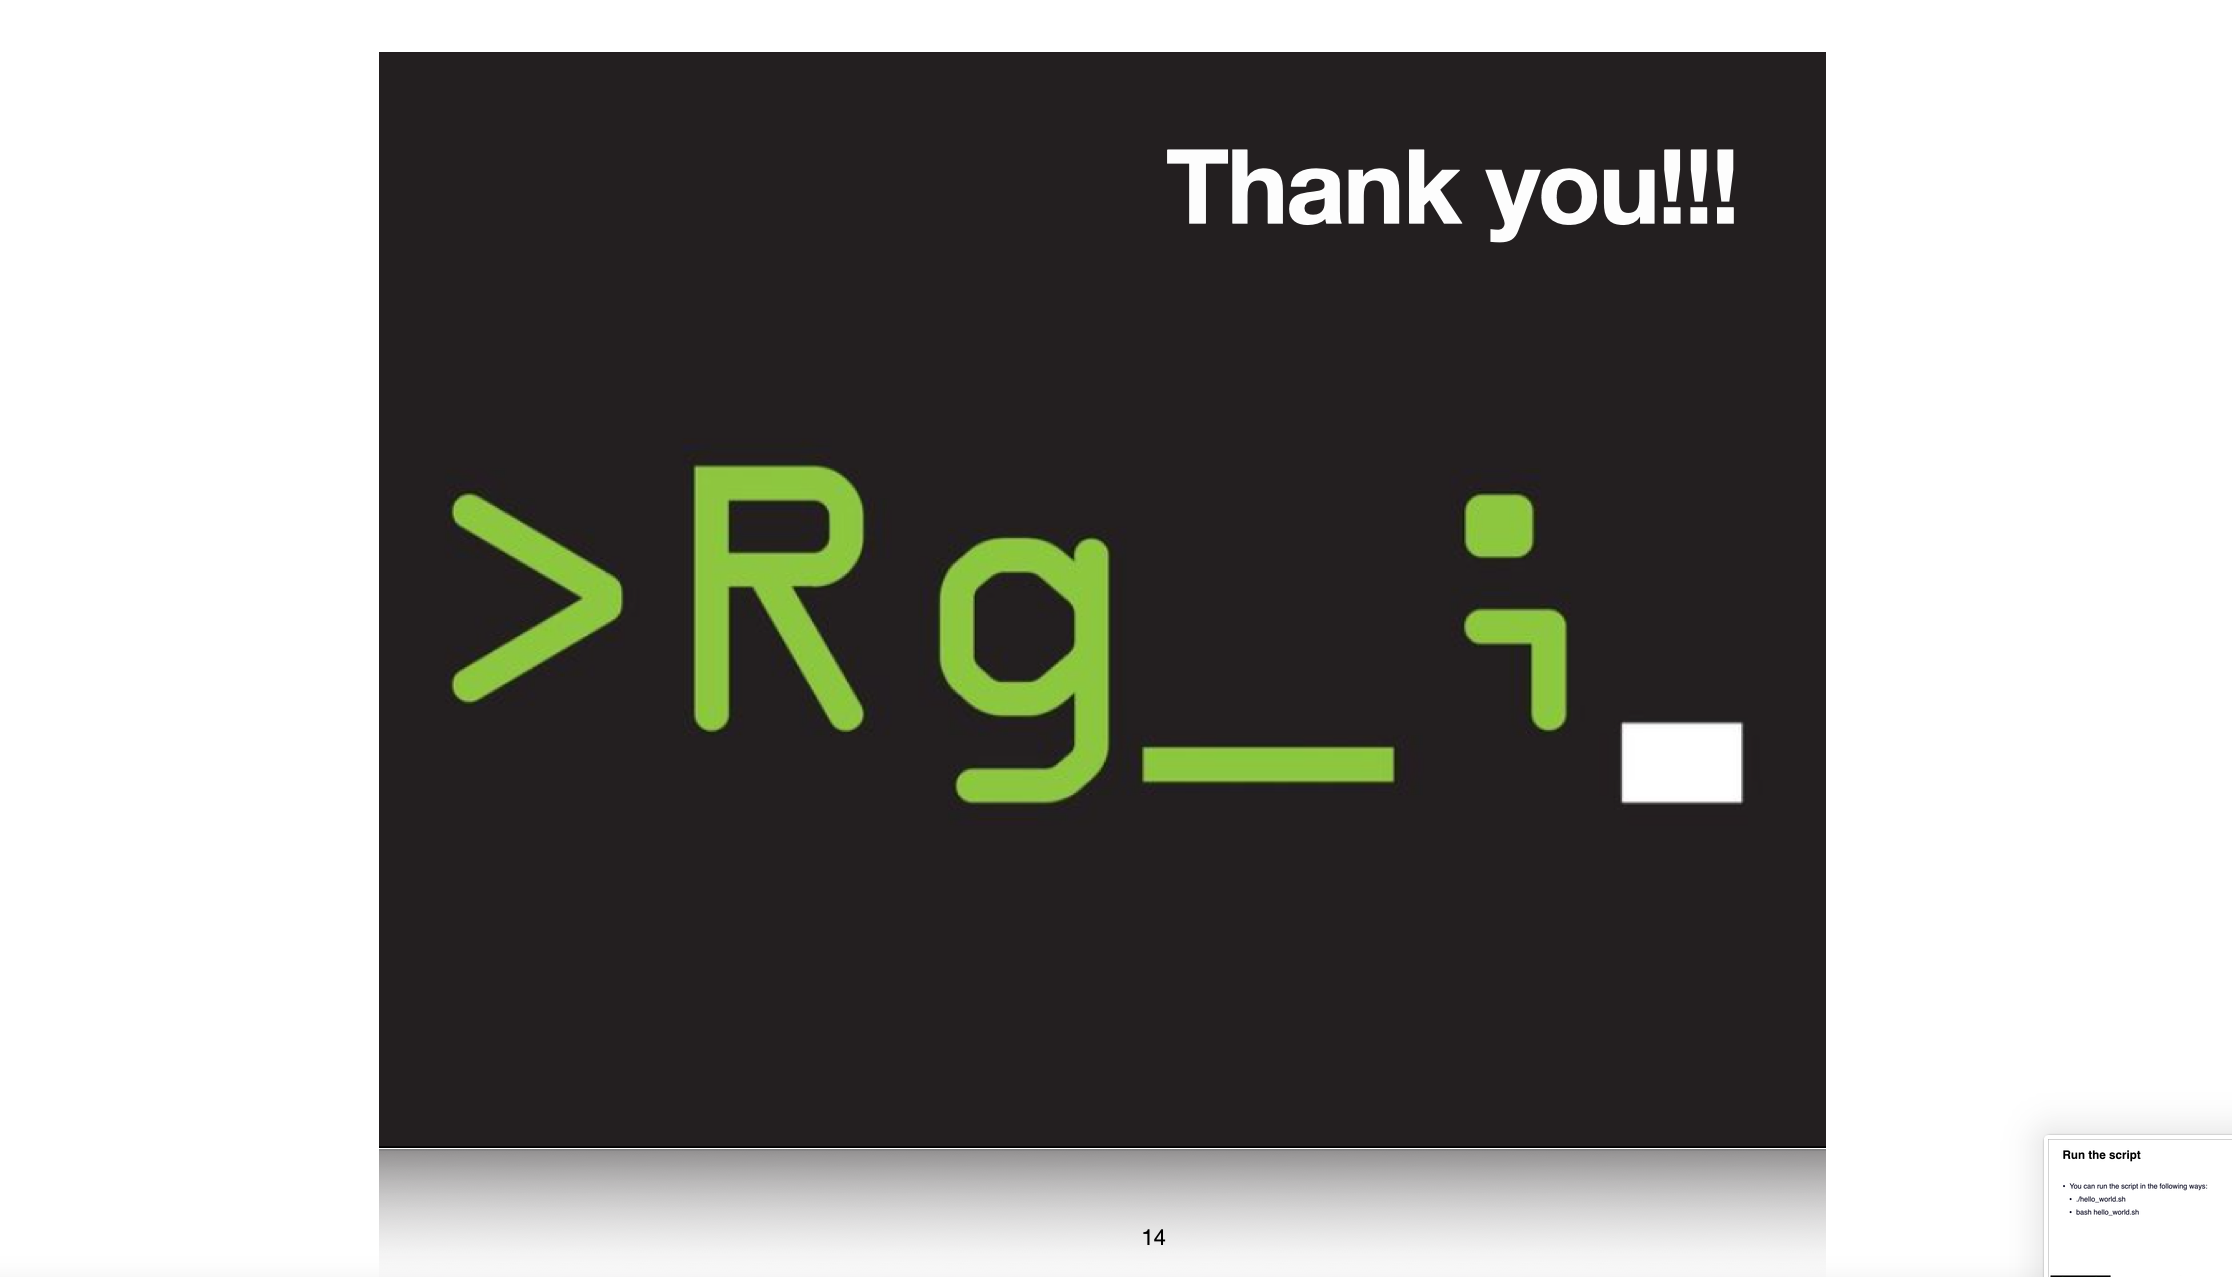 Thank you!!!
>Rg_i
14
Run the script
• You can run the script in the following ways:
• ./hello_world.sh
• bash hello_world.sh